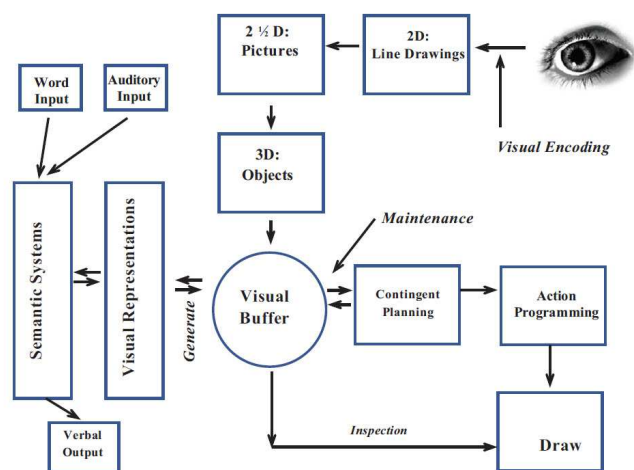 2 ½ D:
Pictures
2D:
Line Drawings
Word
Input
Auditory
Input
Visual Encoding
3D:
Objects
Maintenance
Semantic Systems
Visual Representations
Generate
Visual
Buffer
Contingent
Planning
Action
Programming
Inspection
Draw
Verbal
Output